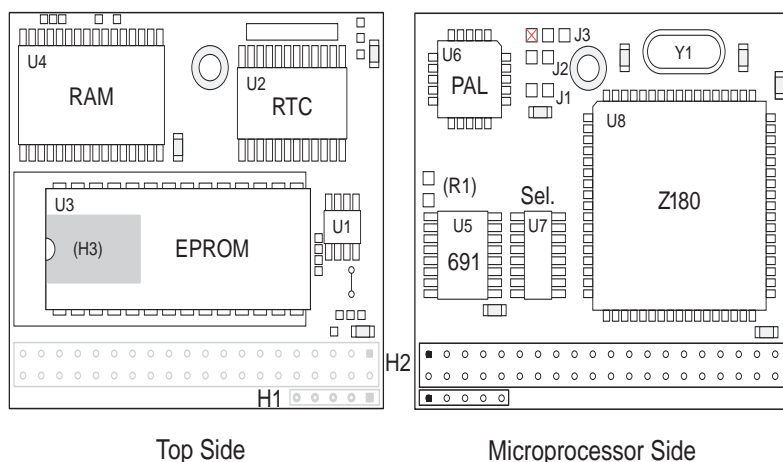 U4
RAM
U2
RTC
U3
(H3)
EPROM
U1
H1
Top Side
U6
PAL
J3
J2
J1
Y1
U8
Z180
(R1)
Sel.
U5
691
U7
H2
Microprocessor Side